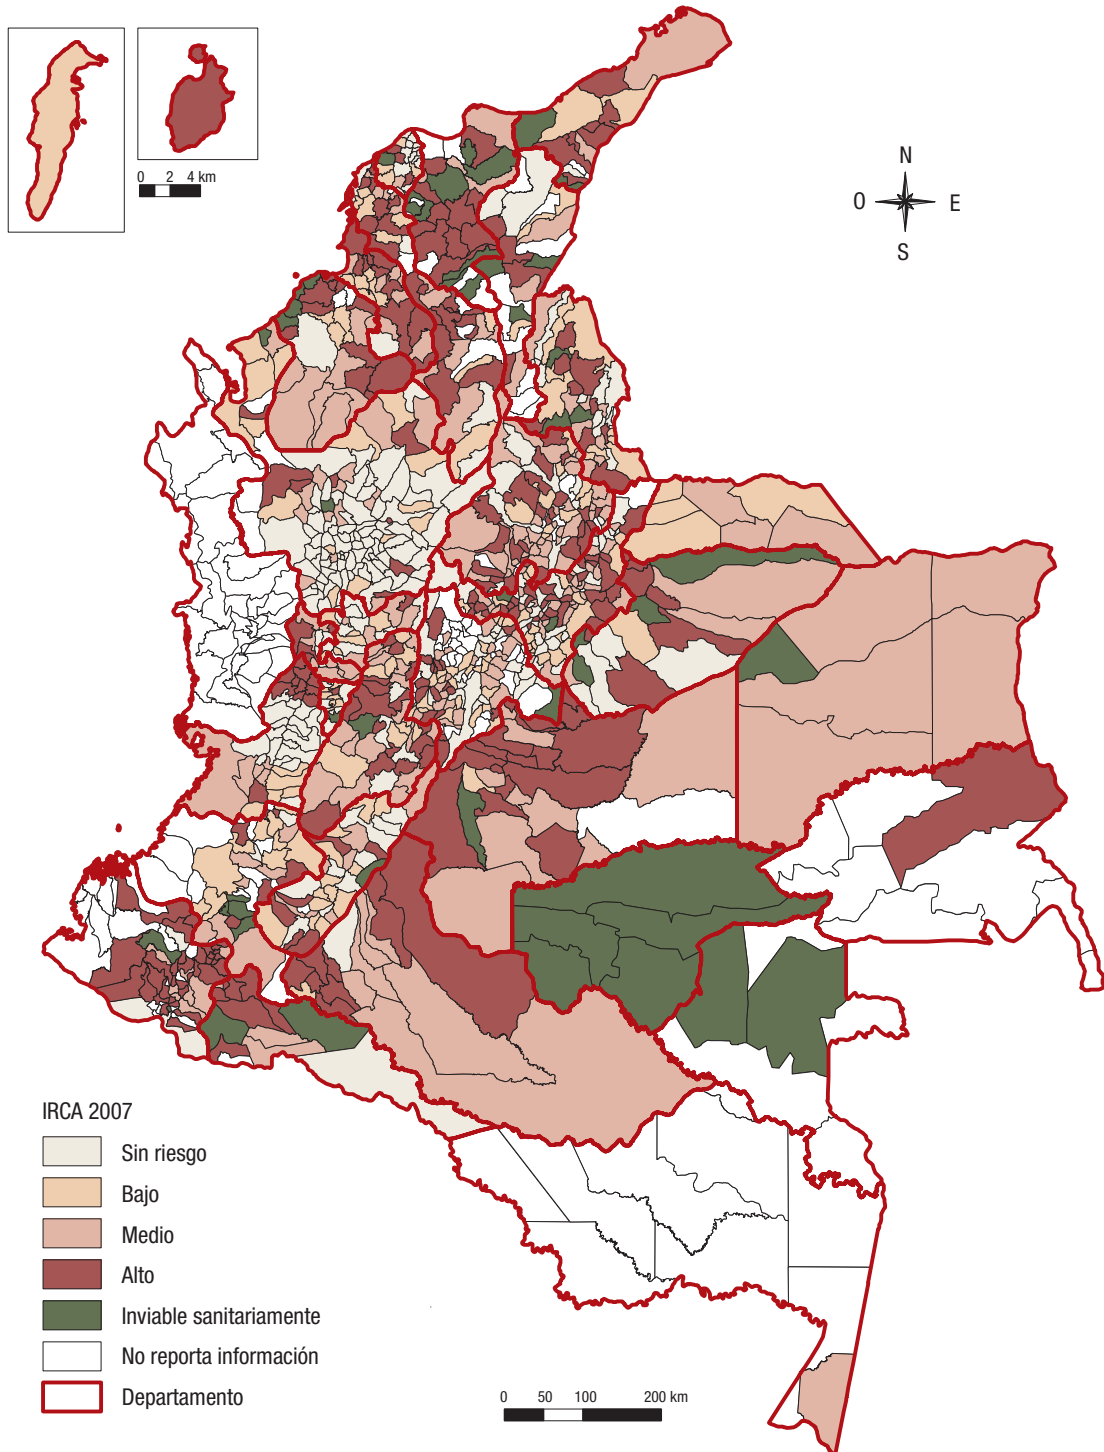 0 2 4 km
N
O E
S
IRCA 2007
Sin riesgo
Bajo
Medio
Alto
Inviable sanitariamente
No reporta información
Departamento
0 50 100 200 km